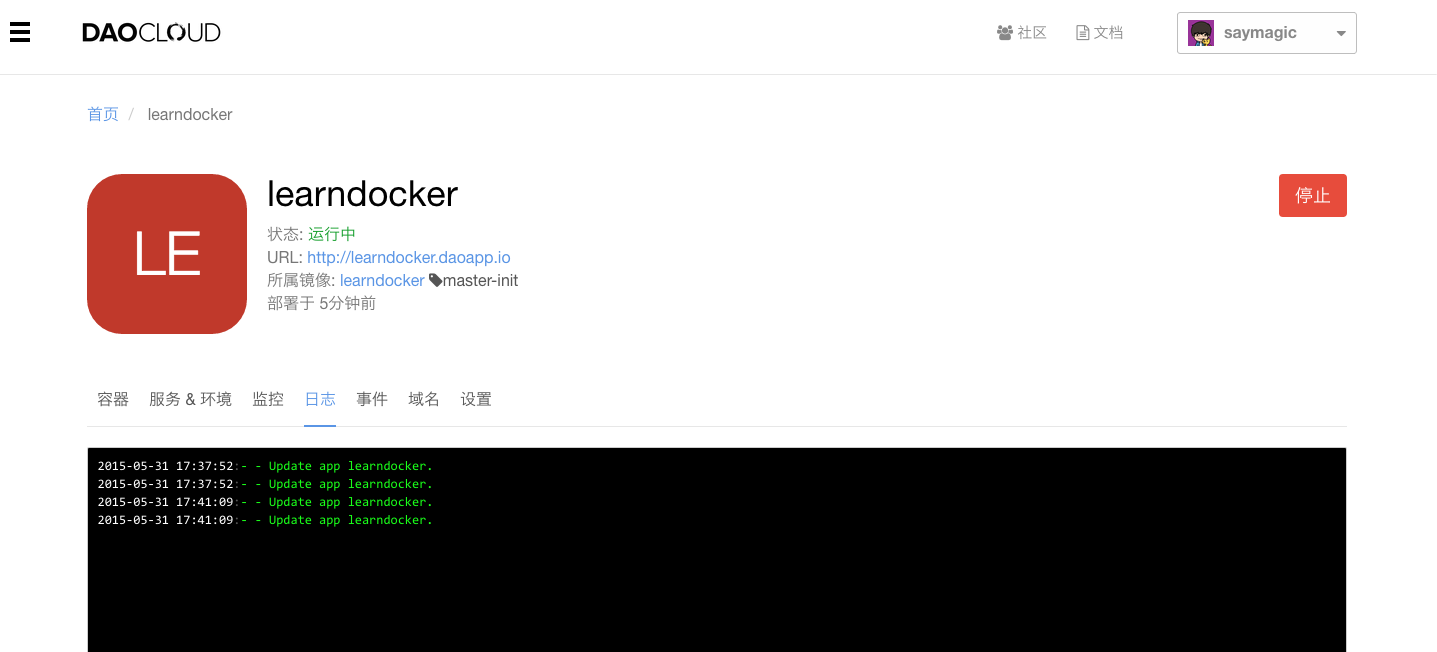 DAOCLOUD
社区
文档
saymagic
首页 / learndocker
LE
learndocker
停止
状态: 运行中
URL: http://learndocker.daoapp.io
所属镜像: learndocker master-init
部署于 5分钟前
容器 服务 & 环境 监控 日志 事件 域名 设置
2015-05-31 17:37:52:- - Update app learndocker.
2015-05-31 17:37:52:- - Update app learndocker.
2015-05-31 17:41:09:- - Update app learndocker.
2015-05-31 17:41:09:- - Update app learndocker.